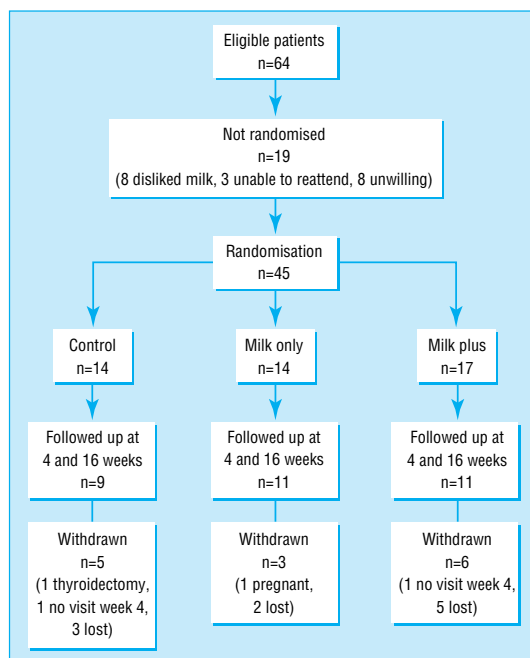 Eligible patients
n=64
Not randomised
n=19
(8 disliked milk, 3 unable to reattend, 8 unwilling)
Randomisation
n=45
Control
n=14
Milk only
n=14
Milk plus
n=17
Followed up at
4 and 16 weeks
n=9
Followed up at
4 and 16 weeks
n=11
Followed up at
4 and 16 weeks
n=11
Withdrawn
n=5
(1 thyroidectomy,
1 no visit week 4,
3 lost)
Withdrawn
n=3
(1 pregnant,
2 lost)
Withdrawn
n=6
(1 no visit week 4,
5 lost)